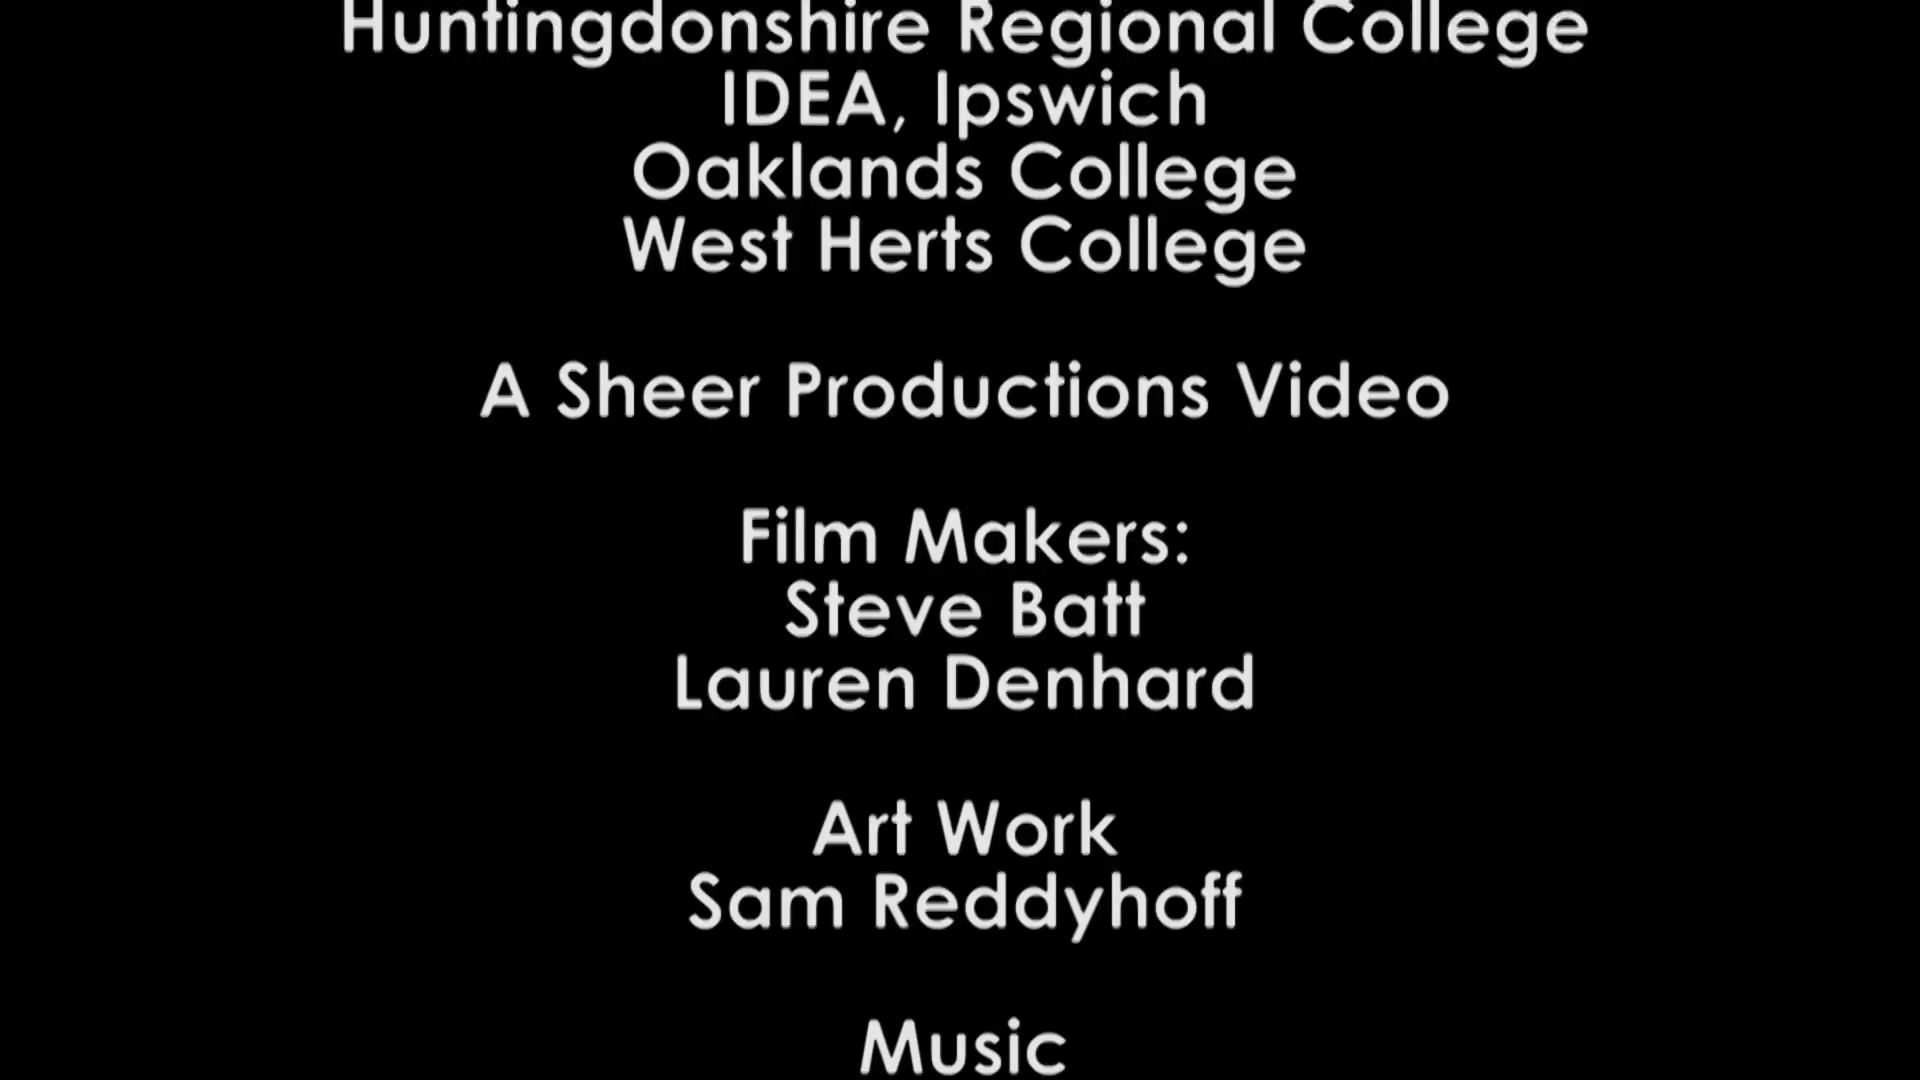 Huntingdonshire Regional College
IDEA, Ipswich
Oaklands College
West Herts College
A Sheer Productions Video
Film Makers:
Steve Batt
Lauren Denhard
Art Work
Sam Reddyhoff
Music